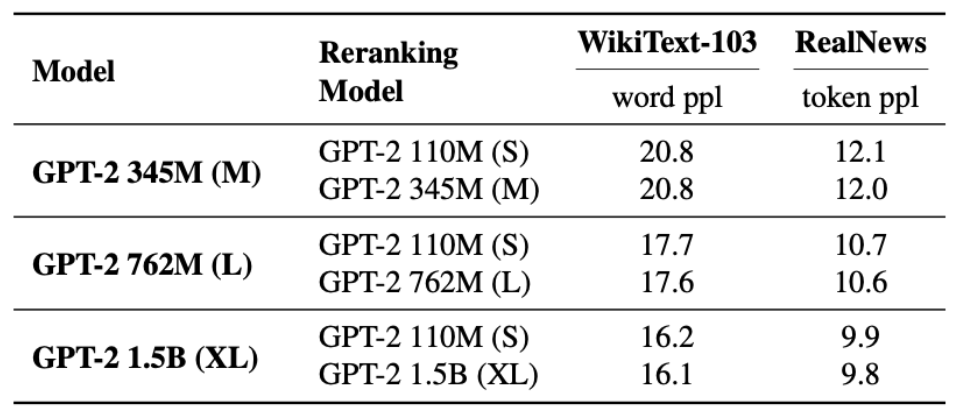 Model Reranking Model WikiText-103 RealNews
word ppl token ppl
GPT-2 345M (M) GPT-2 110M (S) 20.8 12.1
GPT-2 345M (M) 20.8 12.0
GPT-2 762M (L) GPT-2 110M (S) 17.7 10.7
GPT-2 762M (L) 17.6 10.6
GPT-2 1.5B (XL) GPT-2 110M (S) 16.2 9.9
GPT-2 1.5B (XL) 16.1 9.8